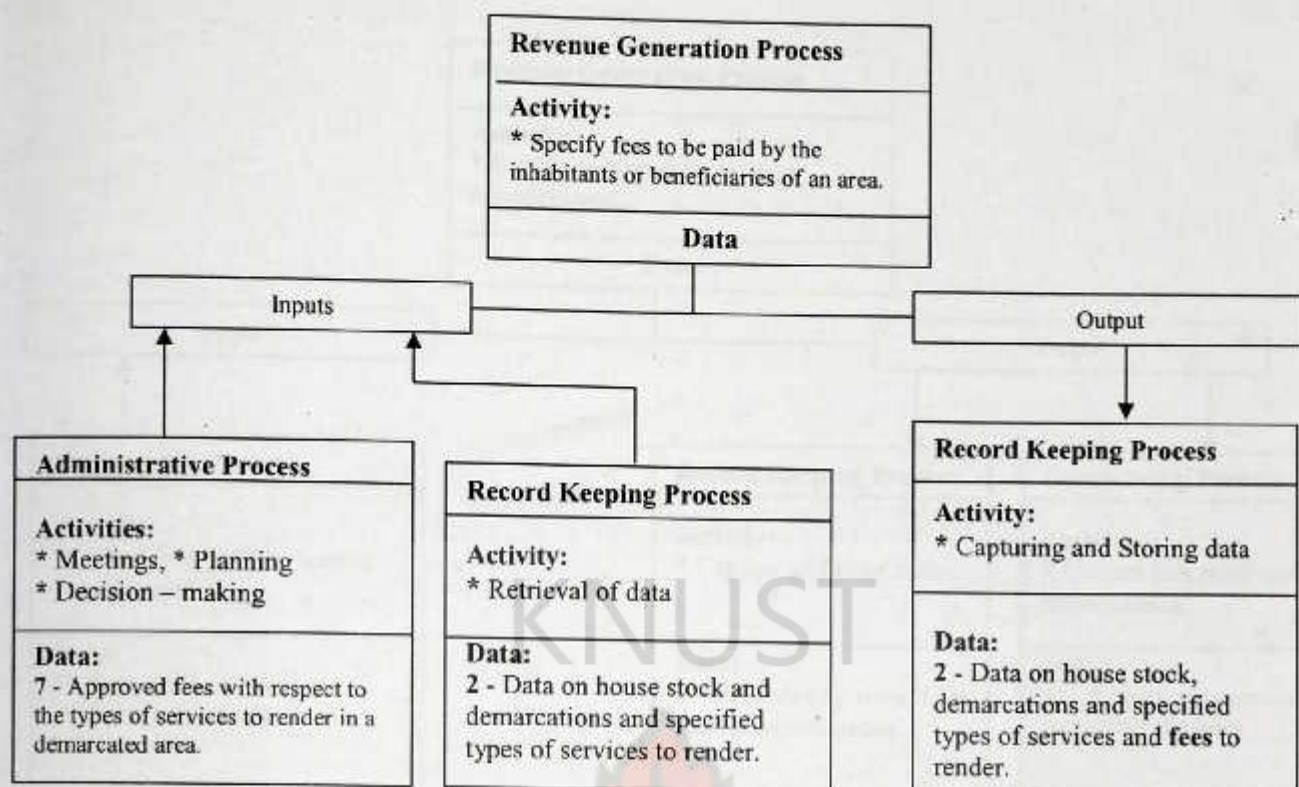 Revenue Generation Process
Activity:
* Specify fees to be paid by the
inhabitants or beneficiaries of an area.
Data
Inputs
Output
Administrative Process
Activities:
* Meetings, * Planning
* Decision – making
Data:
7 - Approved fees with respect to
the types of services to render in a
demarcated area.
Record Keeping Process
Activity:
* Retrieval of data
Data:
2 - Data on house stock and
demarcations and specified
types of services to render.
Record Keeping Process
Activity:
* Capturing and Storing data
Data:
2 - Data on house stock,
demarcations and specified
types of services and fees to
render.
KNUST